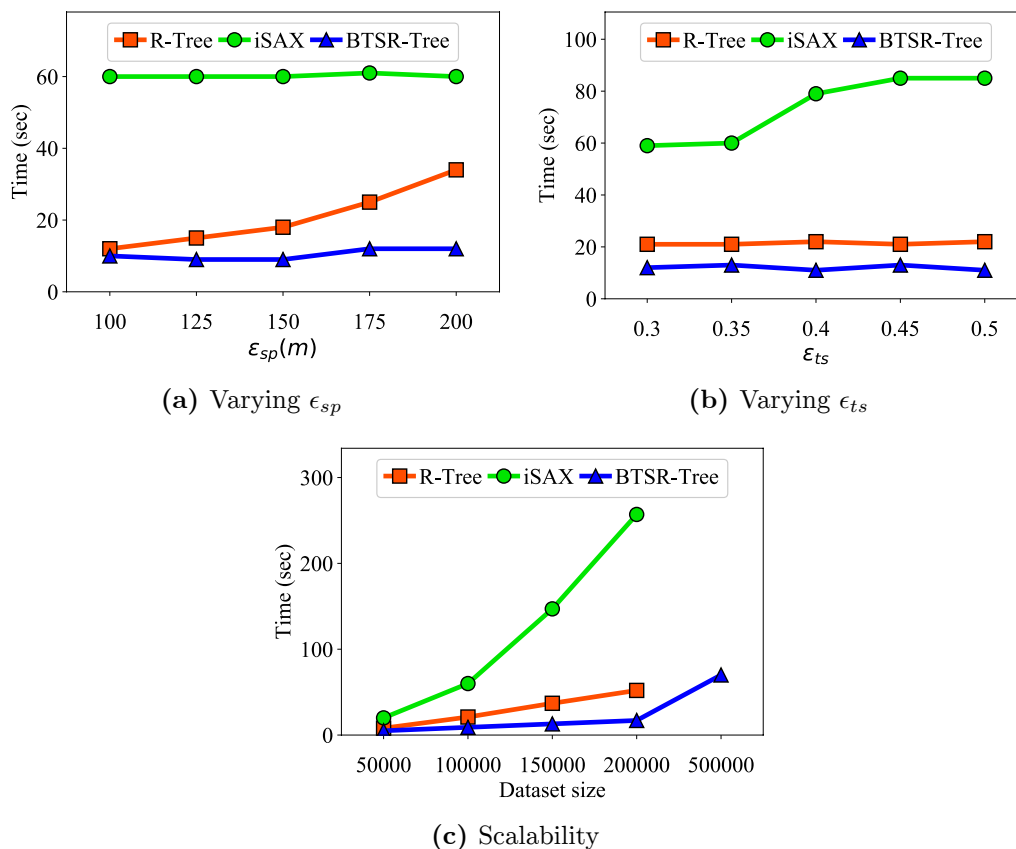 R-Tree iSAX BTSR-Tree
60
40
20
0
Time (sec)
100 125 150 175 200
εsp(m)
(a) Varying ϵsp
R-Tree iSAX BTSR-Tree
100
80
60
40
20
0
Time (sec)
0.3 0.35 0.4 0.45 0.5
εts
(b) Varying ϵts
R-Tree iSAX BTSR-Tree
300
200
100
0
Time (sec)
50000 100000 150000 200000 500000
Dataset size
(c) Scalability